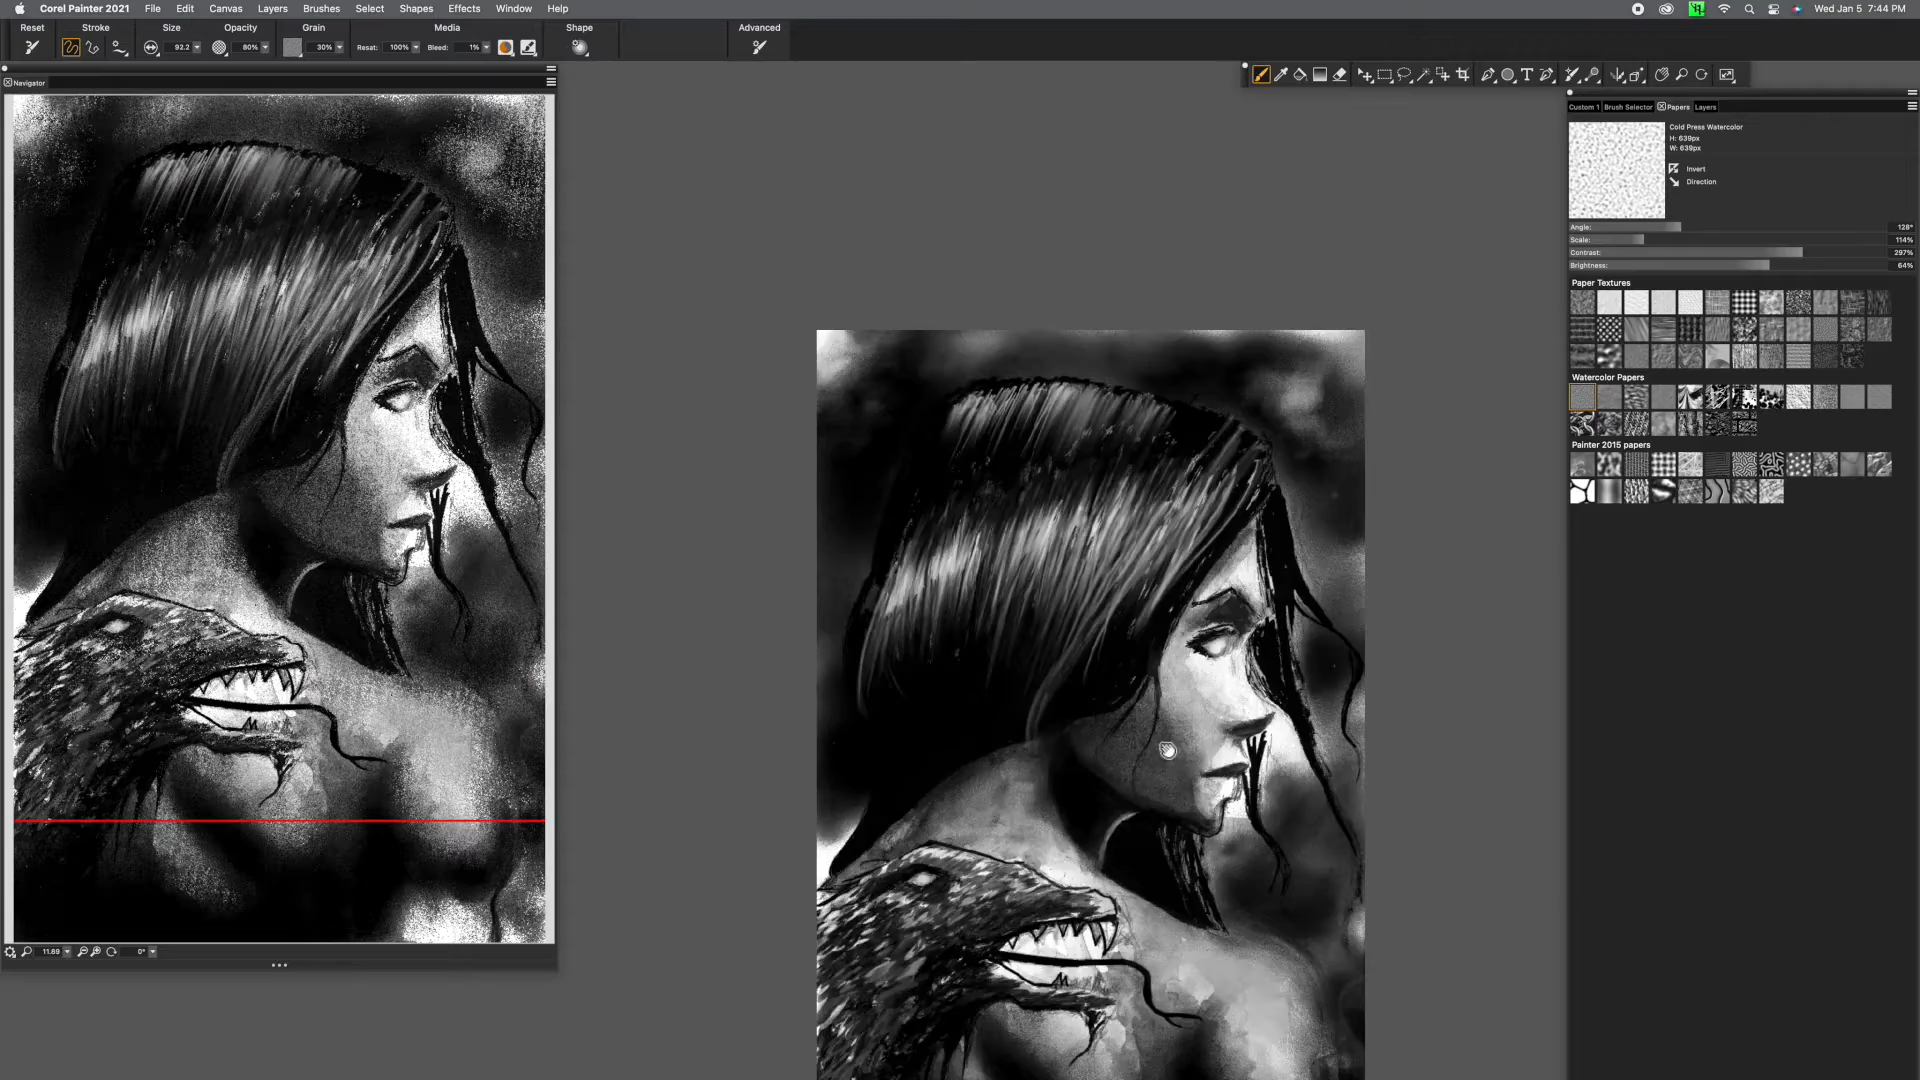 Corel Painter 2021 File Edit Canvas Layers Brushes Select Shapes Effects Window Help Wed Jan 5 7:44 PM
Reset Stroke Size Opacity Grain Media Shape Advanced
92.2 80% 30% Resat: 100% Bleed: 1%
Navigator
Custom 1 Brush Selector Papers Layers
Cold Press Watercolor
H: 639px
W: 639px
Invert
Direction
Angle: 128°
Scale: 114%
Contrast: 297%
Brightness: 64%
Paper Textures
Watercolor Papers
Painter 2015 papers
11.69 0°